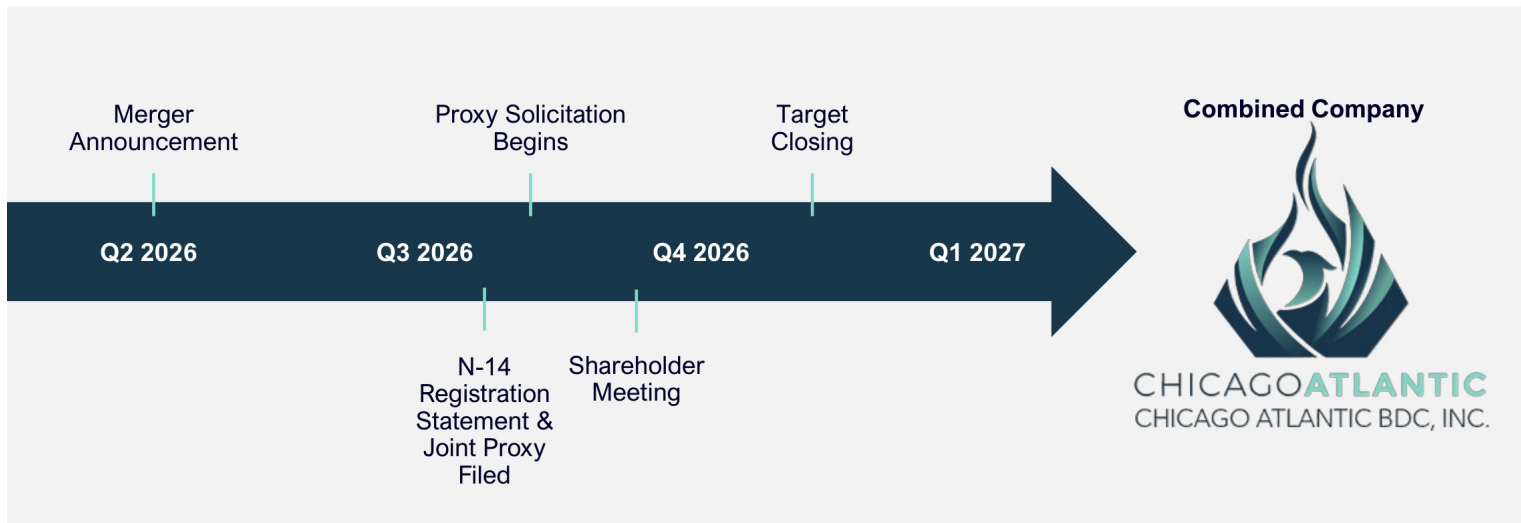 Merger
Announcement
Proxy Solicitation
Begins
Target
Closing
Combined Company
Q2 2026
Q3 2026
Q4 2026
Q1 2027
N-14
Registration
Statement &
Joint Proxy
Filed
Shareholder
Meeting
CHICAGOATLANTIC
CHICAGO ATLANTIC BDC, INC.